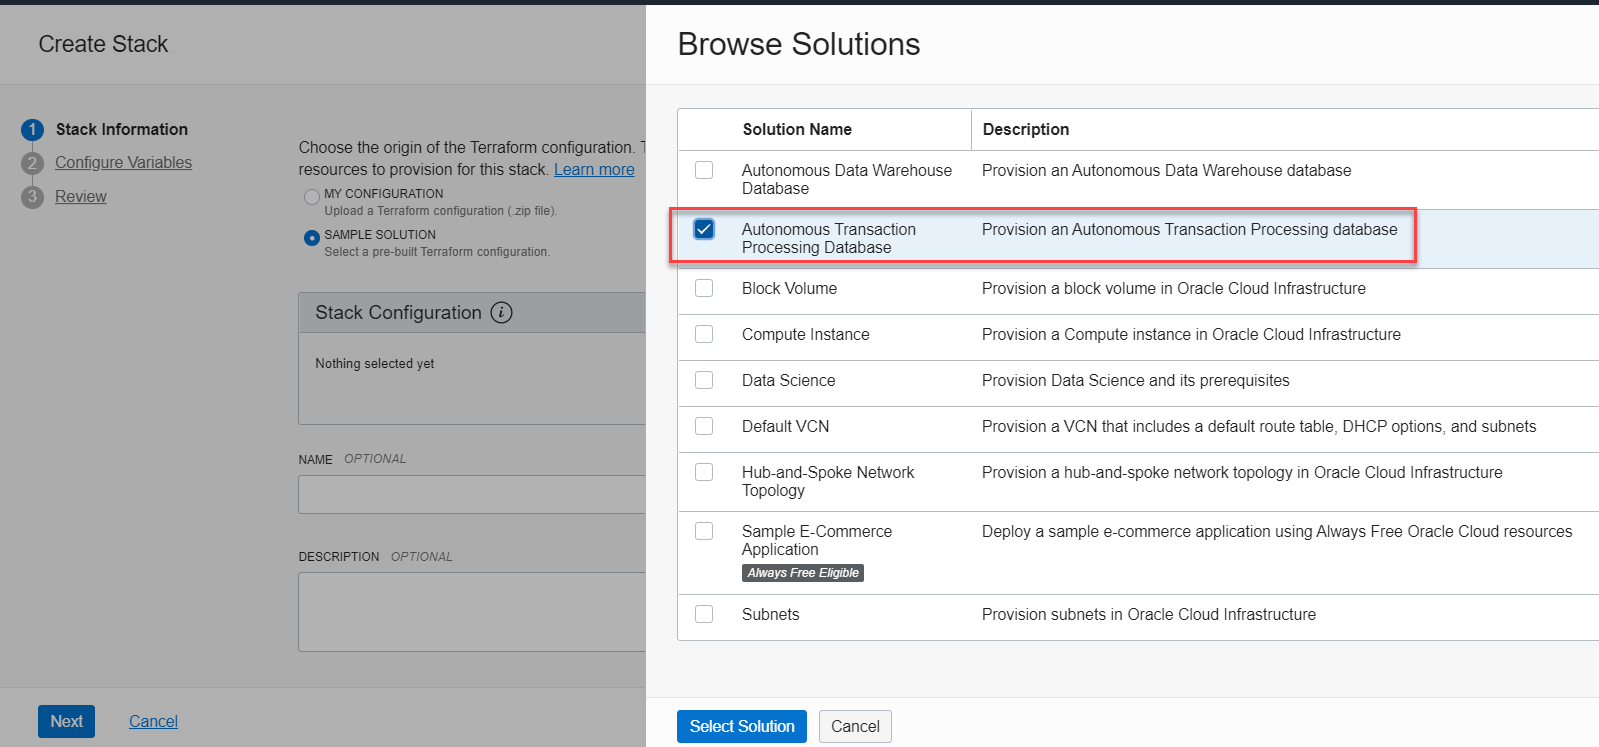 Create Stack
1 Stack Information
2 Configure Variables
3 Review
Choose the origin of the Terraform configuration.
resources to provision for this stack. Learn more
MY CONFIGURATION
Upload a Terraform configuration (.zip file).
SAMPLE SOLUTION
Select a pre-built Terraform configuration.
Stack Configuration i
Nothing selected yet
NAME OPTIONAL
DESCRIPTION OPTIONAL
Next Cancel
Browse Solutions
Solution Name Description
Autonomous Data Warehouse Provision an Autonomous Data Warehouse database
Database
Autonomous Transaction Provision an Autonomous Transaction Processing database
Processing Database
Block Volume Provision a block volume in Oracle Cloud Infrastructure
Compute Instance Provision a Compute instance in Oracle Cloud Infrastructure
Data Science Provision Data Science and its prerequisites
Default VCN Provision a VCN that includes a default route table, DHCP options, and subnets
Hub-and-Spoke Network Provision a hub-and-spoke network topology in Oracle Cloud Infrastructure
Topology
Sample E-Commerce Deploy a sample e-commerce application using Always Free Oracle Cloud resources
Application
Always Free Eligible
Subnets Provision subnets in Oracle Cloud Infrastructure
Select Solution Cancel